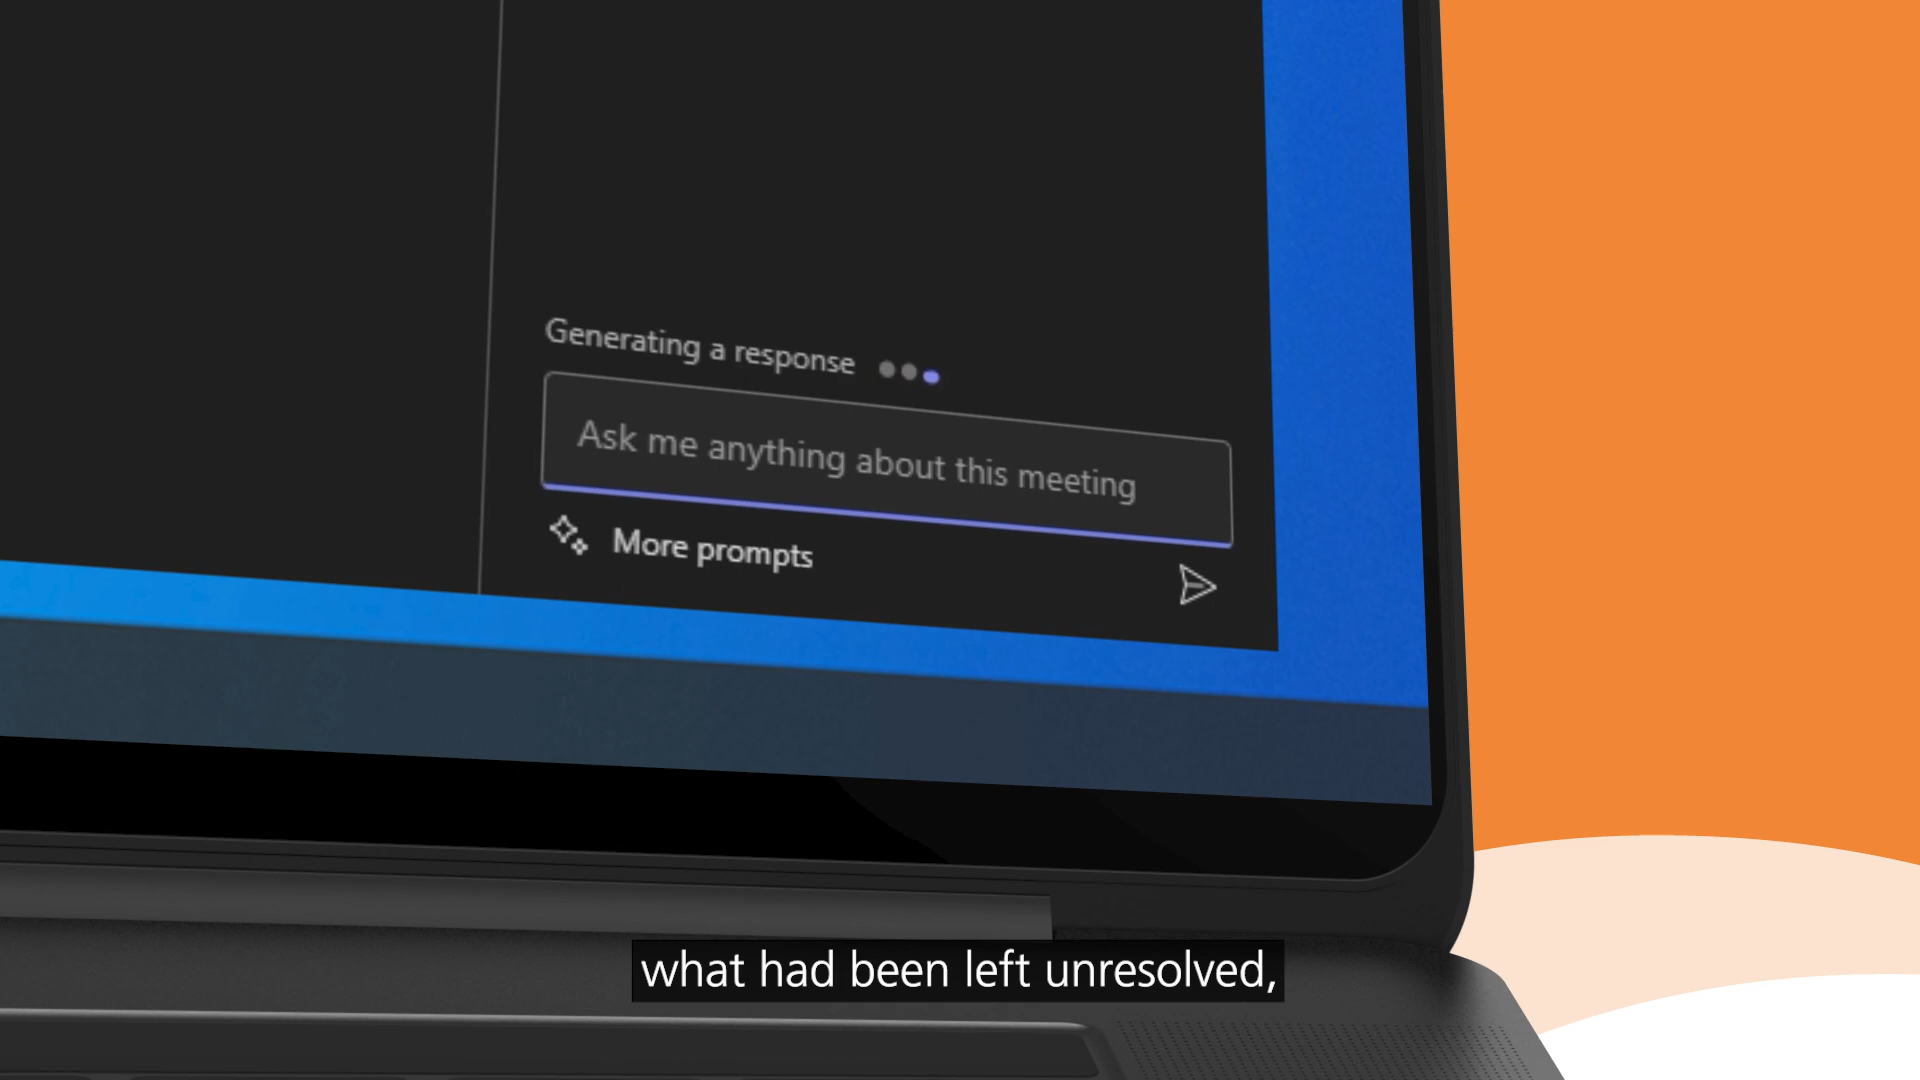 Generating a response
Ask me anything about this meeting
More prompts
what had been left unresolved,